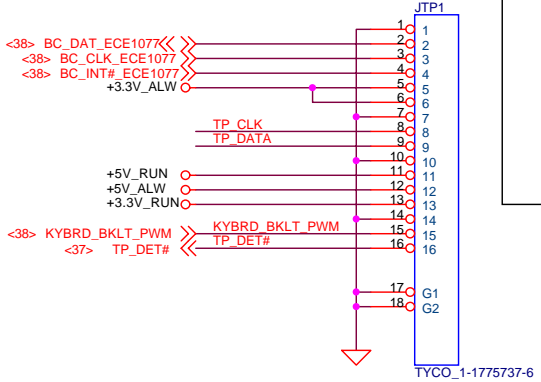 JTP1
1 1
<38> BC_DAT_ECE1077 2 2
<38> BC_CLK_ECE1077 3 3
<38> BC_INT#_ECE1077 4 4
+3.3V_ALW 5 5
6 6
7 7
TP_CLK 8 8
TP_DATA 9 9
10 10
+5V_RUN 11 11
+5V_ALW 12 12
+3.3V_RUN 13 13
14 14
<38> KYBRD_BKLT_PWM KYBRD_BKLT_PWM 15 15
<37> TP_DET# TP_DET# 16 16
17 G1
18 G2
TYCO_1-1775737-6